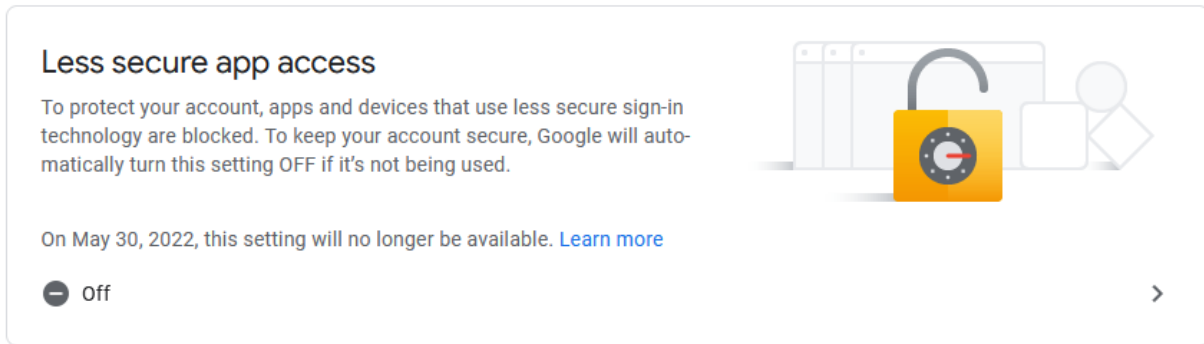 Less secure app access
To protect your account, apps and devices that use less secure sign-in
technology are blocked. To keep your account secure, Google will auto-
matically turn this setting OFF if it's not being used.
On May 30, 2022, this setting will no longer be available. Learn more
Off